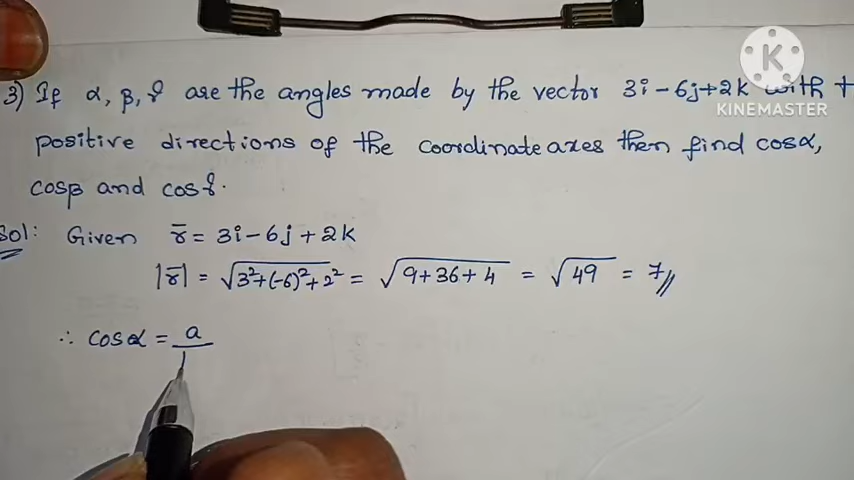 3) If α, β, γ are the angles made by the vector 3i - 6j + 2k with
positive directions of the coordinate axes then find cosα,
cosβ and cosγ.
Sol: Given r̄ = 3i - 6j + 2k
|r̄| = √3²+(-6)²+2² = √9+36+4 = √49 = 7//
∴ cosα = a/
KINEMASTER